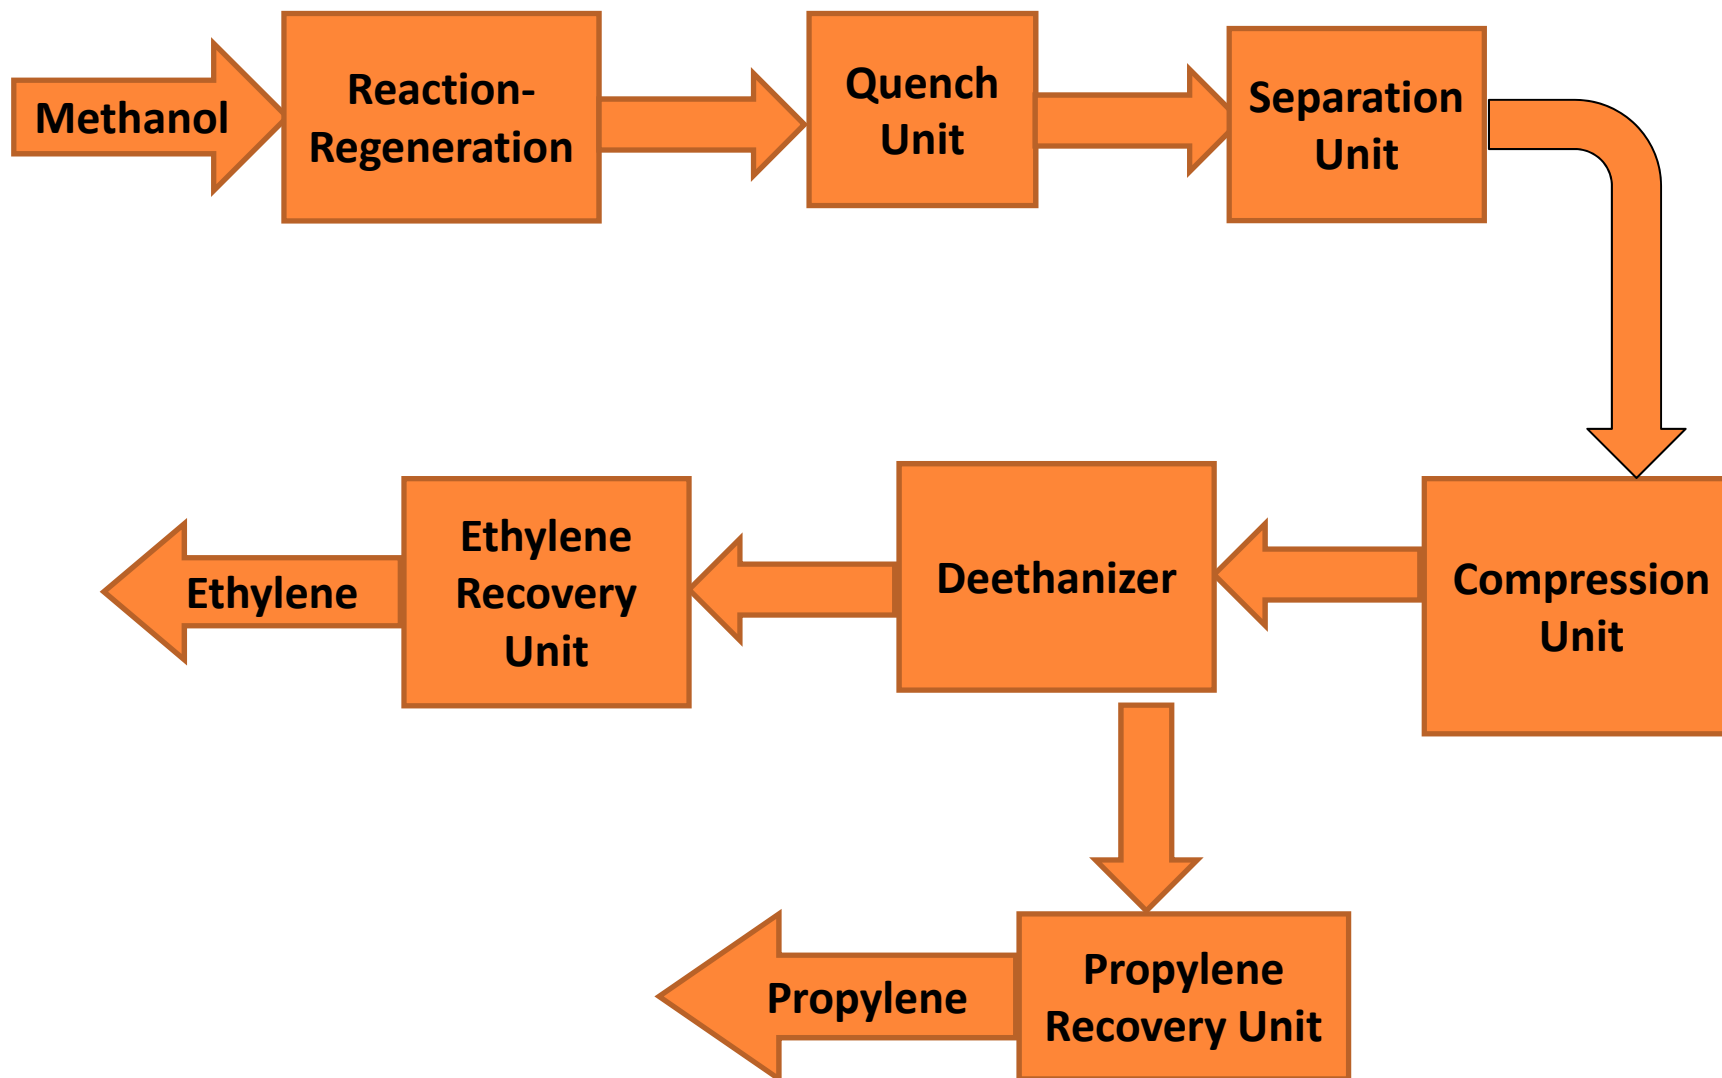 Methanol
Reaction-
Regeneration
Quench
Unit
Separation
Unit
Compression
Unit
Deethanizer
Ethylene
Recovery
Unit
Ethylene
Propylene
Recovery Unit
Propylene